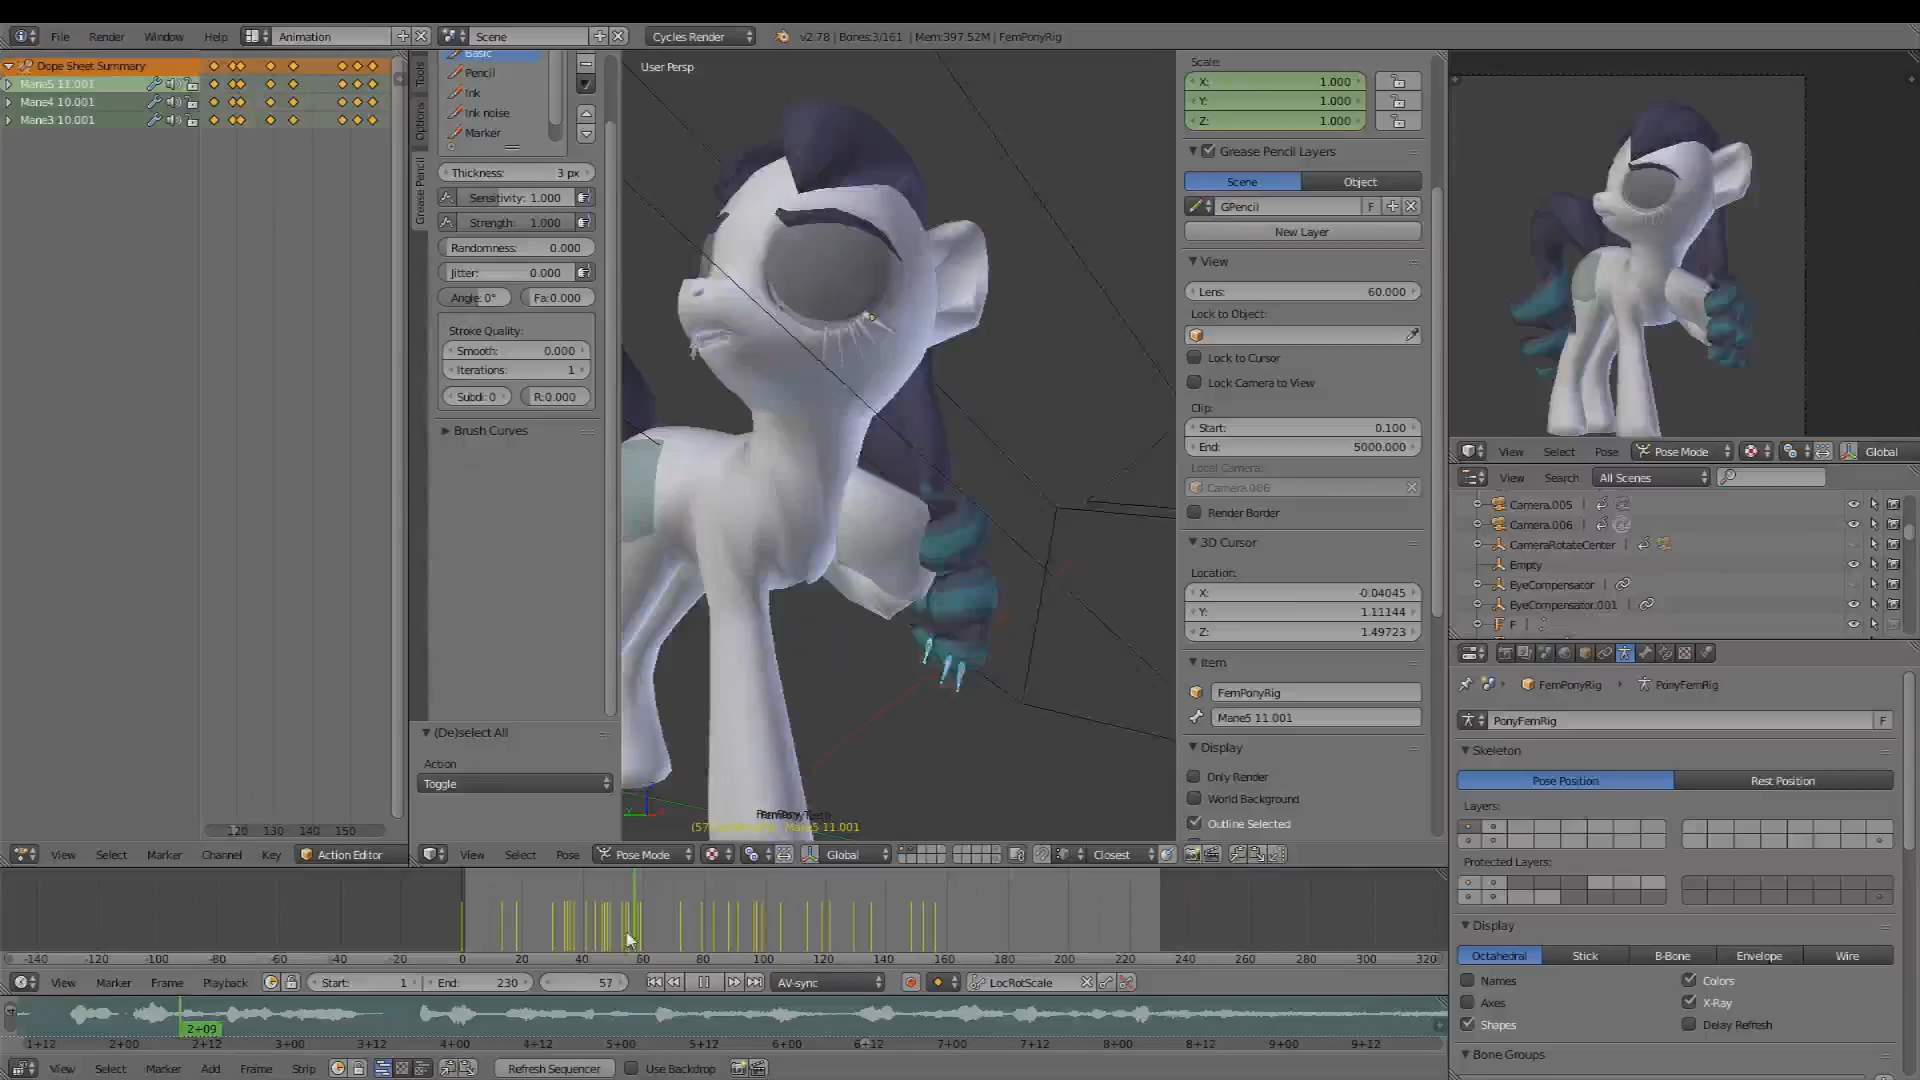 File Render Window Help Animation Scene Cycles Render v2.78 | Bones:3/161 | Mem:397.52M | FemPonyRig
Dope Sheet Summary
Mane5 11.001
Mane4 10.001
Mane3 10.001
120 130 140 150
View Select Marker Channel Key Action Editor
Tools
Options
Grease Pencil
Basic
Pencil
Ink
Ink noise
Marker
Thickness: 3 px
Sensitivity: 1.000
Strength: 1.000
Randomness: 0.000
Jitter: 0.000
Angle: 0° Fa:0.000
Stroke Quality:
Smooth: 0.000
Iterations: 1
Subdi: 0 R:0.000
Brush Curves
(De)select All
Action
Toggle
User Persp
Mane5 11.001
View Select Pose Pose Mode Global Closest
Scale:
X: 1.000
Y: 1.000
Z: 1.000
Grease Pencil Layers
Scene Object
GPencil F
New Layer
View
Lens: 60.000
Lock to Object:
Lock to Cursor
Lock Camera to View
Clip:
Start: 0.100
End: 5000.000
Local Camera:
Camera.006
Render Border
3D Cursor
Location:
X: -0.04045
Y: 1.11144
Z: 1.49723
Item
FemPonyRig
Mane5 11.001
Display
Only Render
World Background
Outline Selected
View Select Pose Pose Mode Global
View Search All Scenes
Camera.005
Camera.006
CameraRotateCenter
Empty
EyeCompensator
EyeCompensator.001
F
FemPonyRig PonyFemRig
PonyFemRig F
Skeleton
Pose Position Rest Position
Layers:
Protected Layers:
Display
Octahedral Stick B-Bone Envelope Wire
Names Colors
Axes X-Ray
Shapes Delay Refresh
Bone Groups
-140 -120 -100 -80 -60 -40 -20 0 20 40 60 80 100 120 140 160 180 200 220 240 260 280 300 320
View Marker Frame Playback Start: 1 End: 230 57 AV-sync LocRotScale
2+09
1+12 2+00 2+12 3+00 3+12 4+00 4+12 5+00 5+12 6+00 6+12 7+00 7+12 8+00 8+12 9+00 9+12
View Select Marker Add Frame Strip Refresh Sequencer Use Backdrop